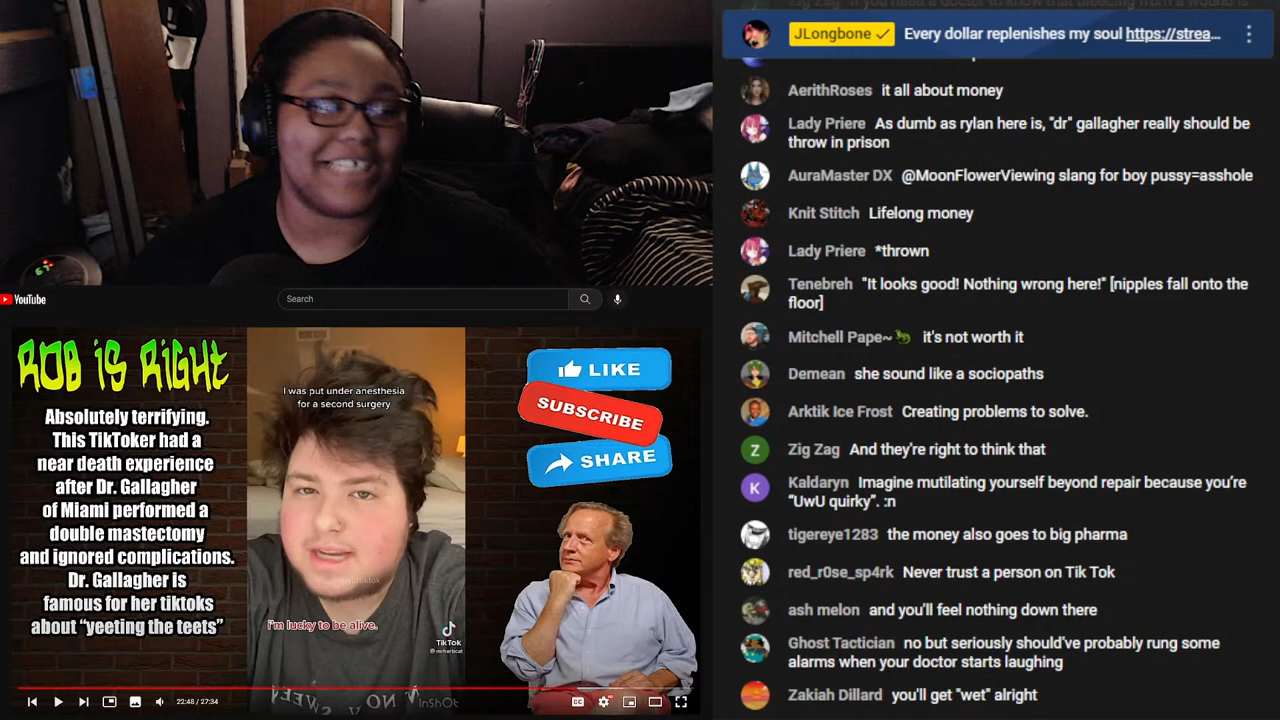 JLongbone Every dollar replenishes my soul https://strea...
AerithRoses it all about money
Lady Priere As dumb as rylan here is, "dr" gallagher really should be
throw in prison
AuraMaster DX @MoonFlowerViewing slang for boy pussy=asshole
Knit Stitch Lifelong money
Lady Priere *thrown
Tenebreh "It looks good! Nothing wrong here!" [nipples fall onto the
floor]
Mitchell Pape~ it's not worth it
Demean she sound like a sociopaths
Arktik Ice Frost Creating problems to solve.
Z
Zig Zag And they're right to think that
K
Kaldaryn Imagine mutilating yourself beyond repair because you're
“UwU quirky”. :n
tigereye1283 the money also goes to big pharma
red_r0se_sp4rk Never trust a person on Tik Tok
ash melon and you'll feel nothing down there
Ghost Tactician no but seriously should've probably rung some
alarms when your doctor starts laughing
Zakiah Dillard you'll get "wet" alright
YouTube
Search
ROB iS RiGHT
Absolutely terrifying.
This TikToker had a
near death experience
after Dr. Gallagher
of Miami performed a
double mastectomy
and ignored complications.
Dr. Gallagher is
famous for her tiktoks
about “yeeting the teets”
I was put under anesthesia
for a second surgery
i'm lucky to be alive.
TikTok
InShOt
LIKE
SUBSCRIBE
SHARE
22:48 / 27:34
CC